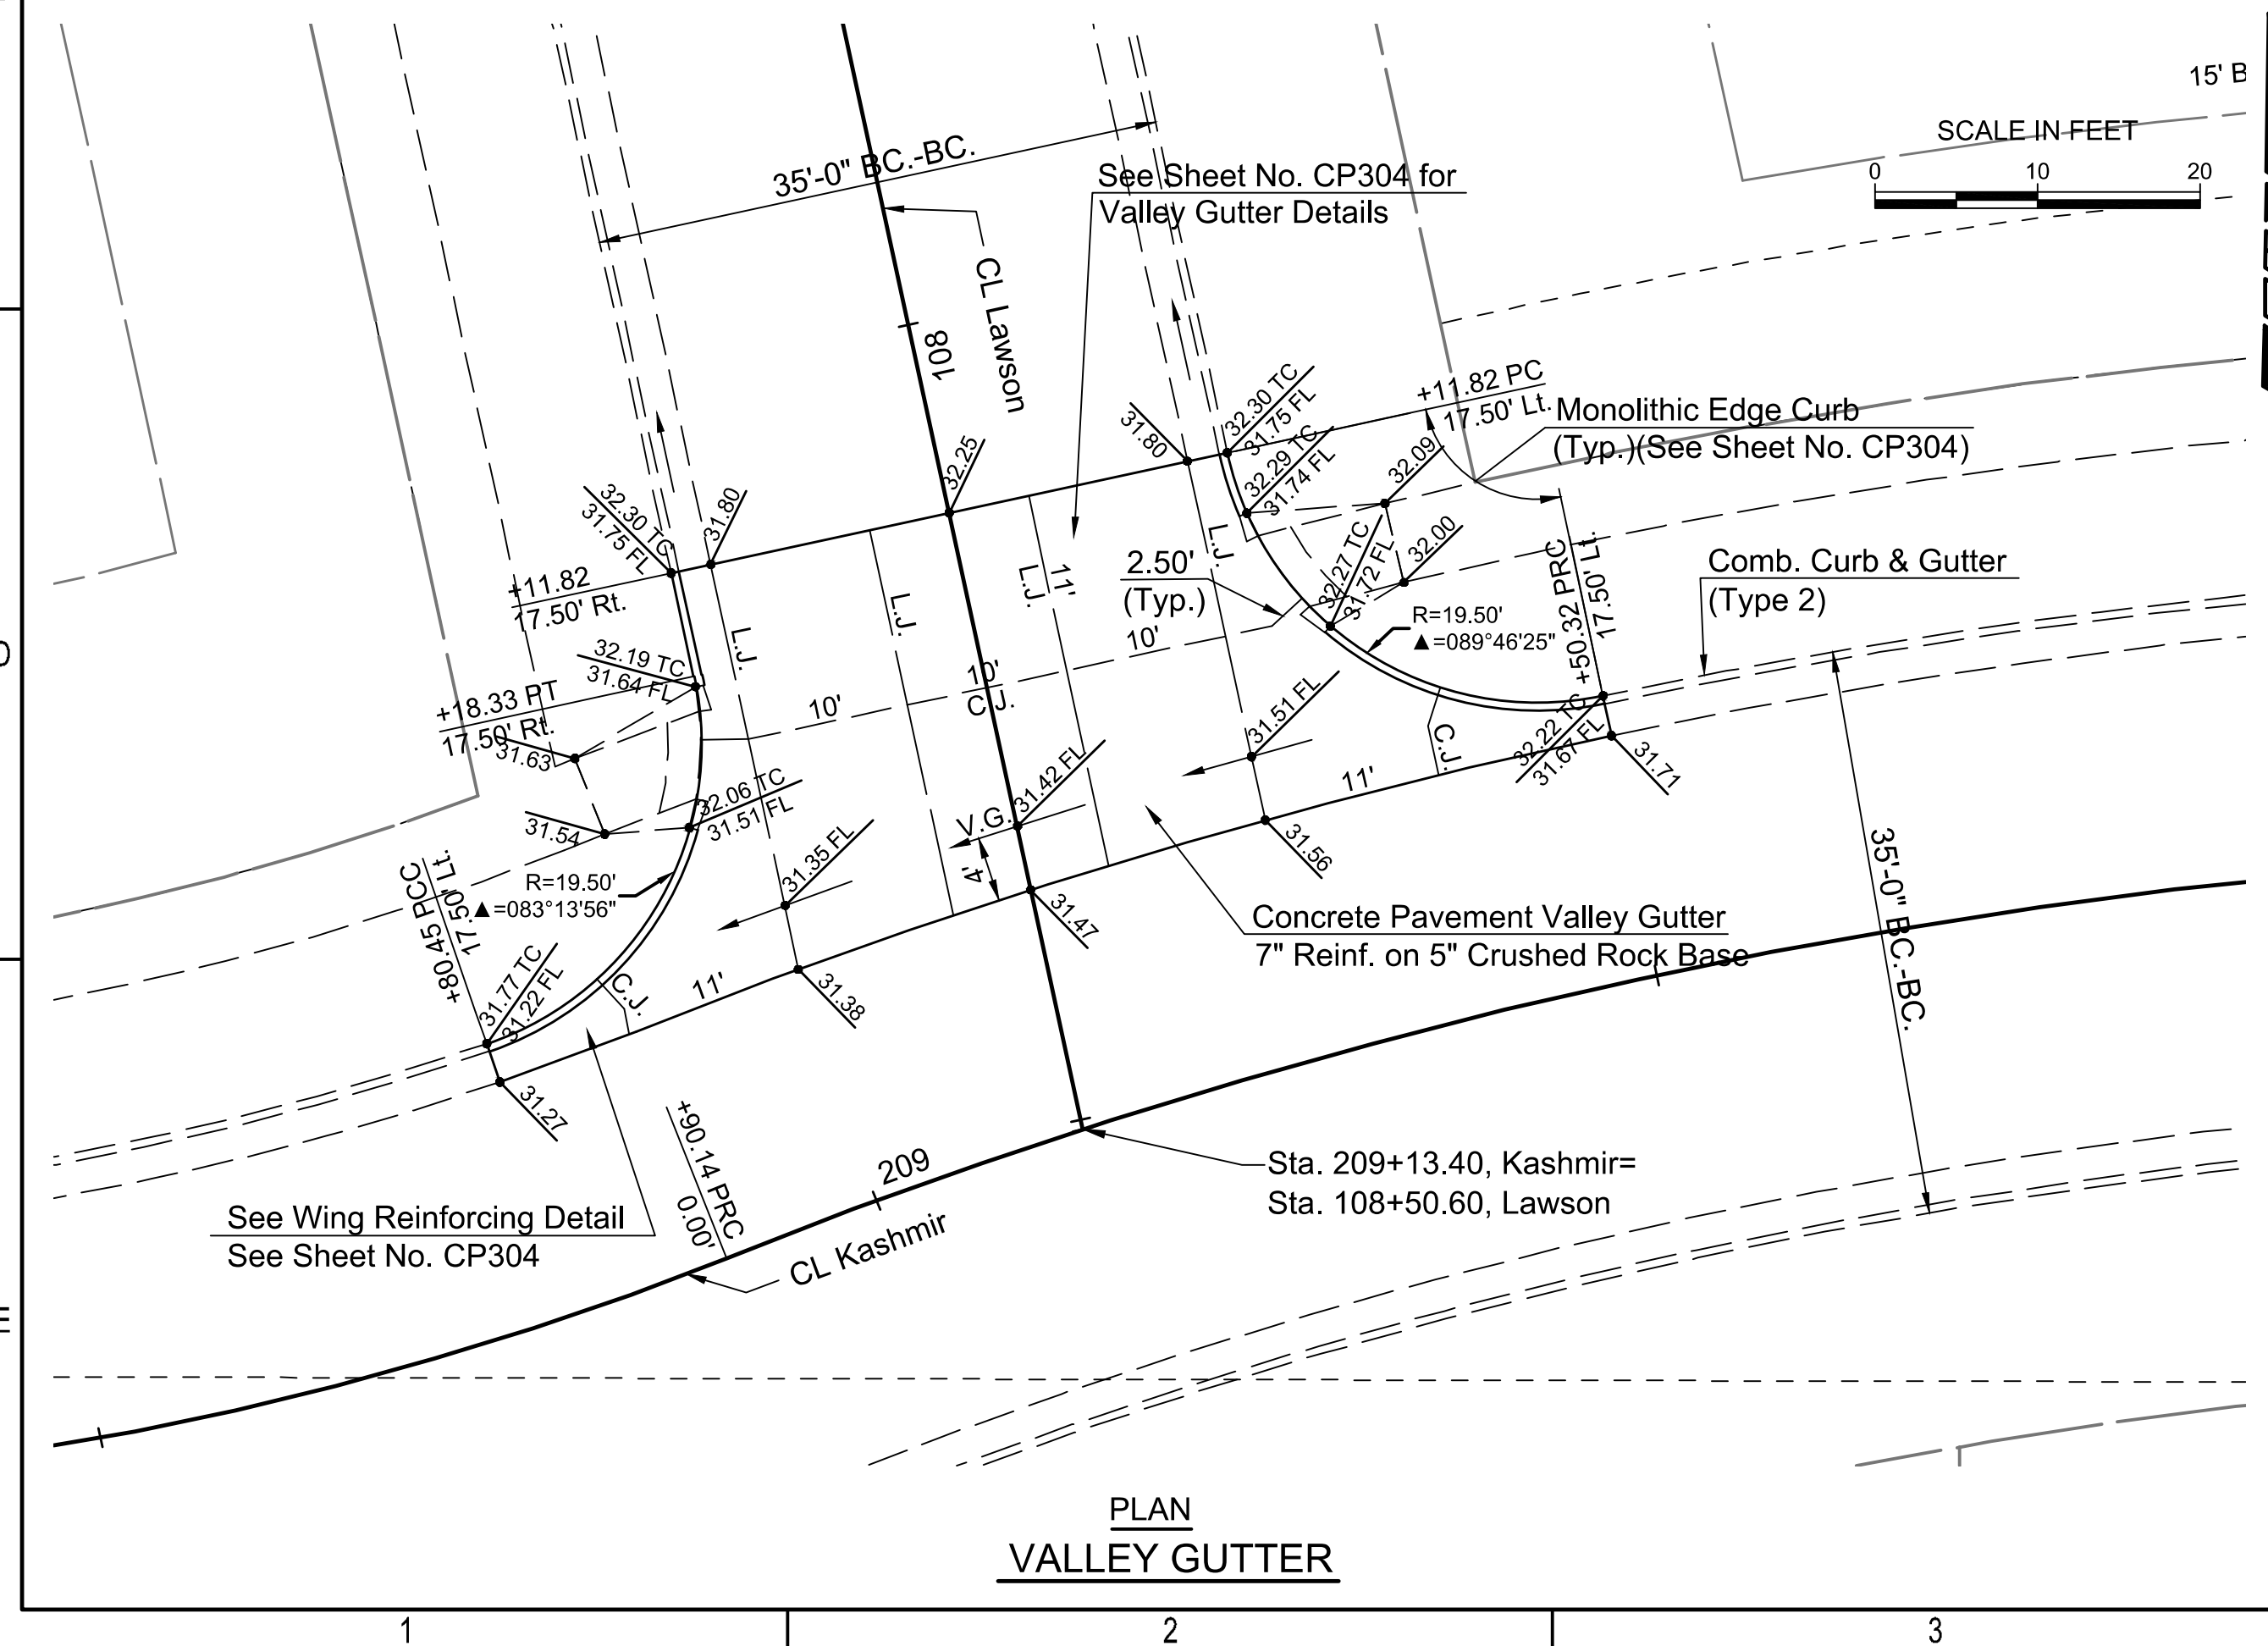 15' B
SCALE IN FEET
0 10 20
35'-0" BC.-BC.
See Sheet No. CP304 for
Valley Gutter Details
CL Lawson
108
+11.82 PC
17.50' Lt.
Monolithic Edge Curb
(Typ.)(See Sheet No. CP304)
32.30 TC
31.75 FL
31.80
32.29 TC
31.74 FL
32.09
32.25
32.30 TC
31.75 FL
31.80
+11.82
17.50' Rt.
L.J.
L.J.
L.J.
11'
L.J.
2.50'
(Typ.)
10'
32.27 TC
31.72 FL
32.00
R=19.50'
▲=089°46'25"
+50.32 PRC
17.50' Lt.
Comb. Curb & Gutter
(Type 2)
32.19 TC
31.64 FL
+18.33 PT
17.50' Rt.
31.63
10'
10'
C.J.
31.51 FL
C.J.
32.22 TC
31.67 FL
31.71
11'
32.06 TC
31.51 FL
31.54
31.42 FL
V.G.
4'
31.35 FL
31.56
35'-0" BC.-BC.
R=19.50'
▲=083°13'56"
+80.45 PCC
17.50' Lt.
31.77 TC
31.22 FL
C.J.
11'
31.47
31.38
Concrete Pavement Valley Gutter
7" Reinf. on 5" Crushed Rock Base
31.27
+90.14 PRC
0.00'
209
CL Kashmir
Sta. 209+13.40, Kashmir=
Sta. 108+50.60, Lawson
See Wing Reinforcing Detail
See Sheet No. CP304
PLAN
VALLEY GUTTER
1 2 3